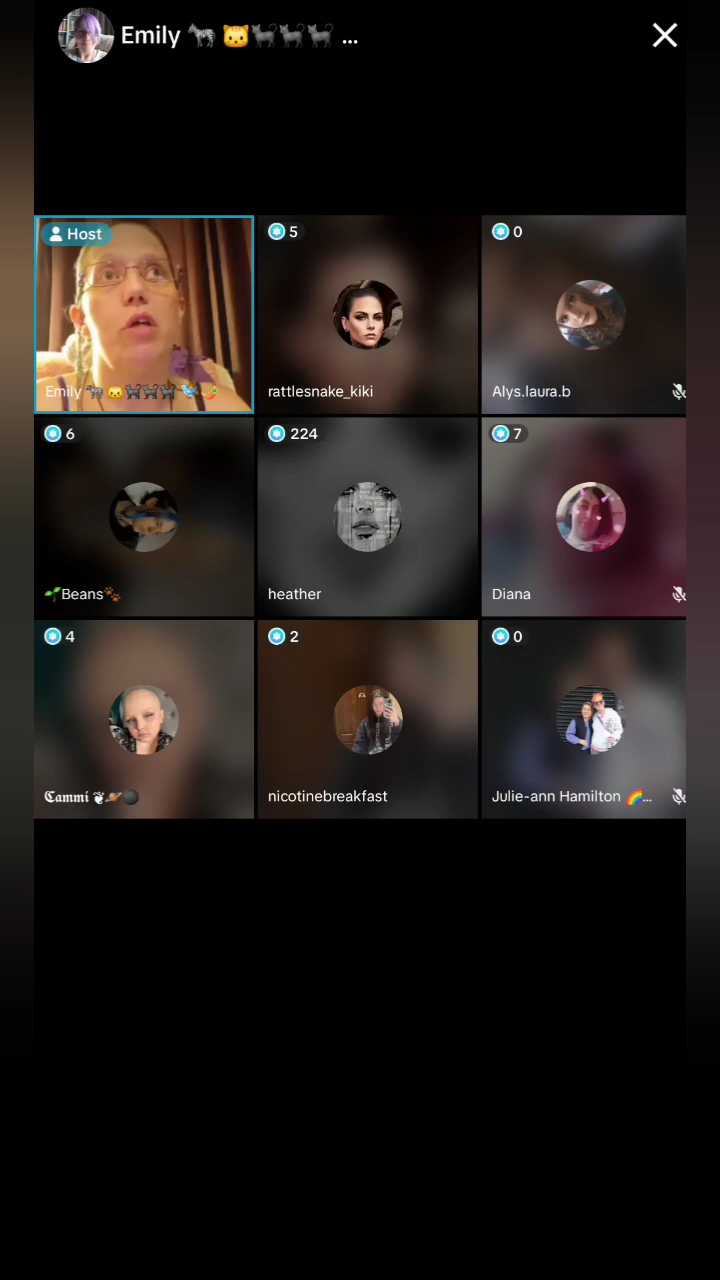 Emily 🦓 🐱🐈‍⬛🐈‍⬛🐈‍⬛ ...
Host
5
0
Emily 🦓 🐱🐈‍⬛🐈‍⬛🐈‍⬛
rattlesnake_kiki
Alys.laura.b
6
224
7
🌱Beans🐾
heather
Diana
4
2
0
𝕮𝖆𝖒𝖒𝖎 ❦🪐🌑
nicotinebreakfast
Julie-ann Hamilton 🌈...